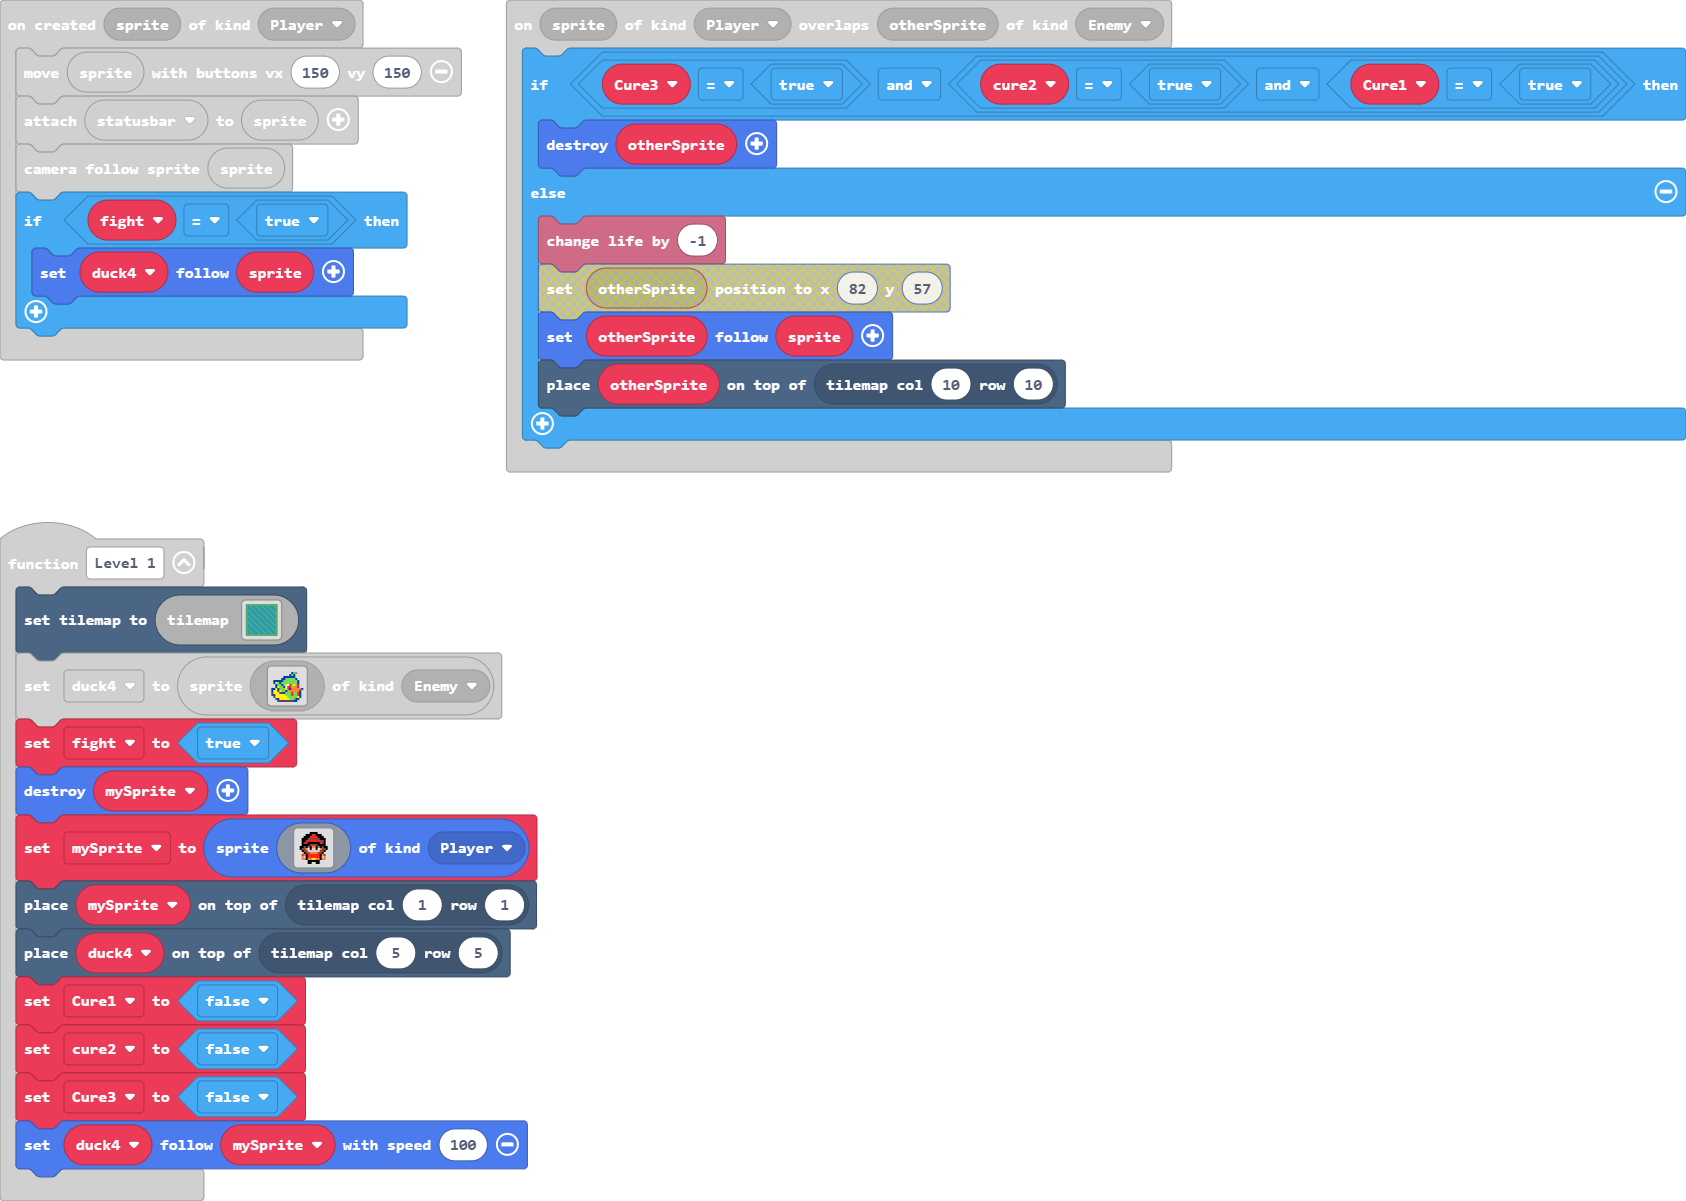 on created sprite of kind Player
move sprite with buttons vx 150 vy 150
attach statusbar to sprite
camera follow sprite sprite
if fight = true then
set duck4 follow sprite
on sprite of kind Player overlaps otherSprite of kind Enemy
if Cure3 = true and cure2 = true and Cure1 = true then
destroy otherSprite
else
change life by -1
set otherSprite position to x 82 y 57
set otherSprite follow sprite
place otherSprite on top of tilemap col 10 row 10
function Level 1
set tilemap to tilemap
set duck4 to sprite of kind Enemy
set fight to true
destroy mySprite
set mySprite to sprite of kind Player
place mySprite on top of tilemap col 1 row 1
place duck4 on top of tilemap col 5 row 5
set Cure1 to false
set cure2 to false
set Cure3 to false
set duck4 follow mySprite with speed 100